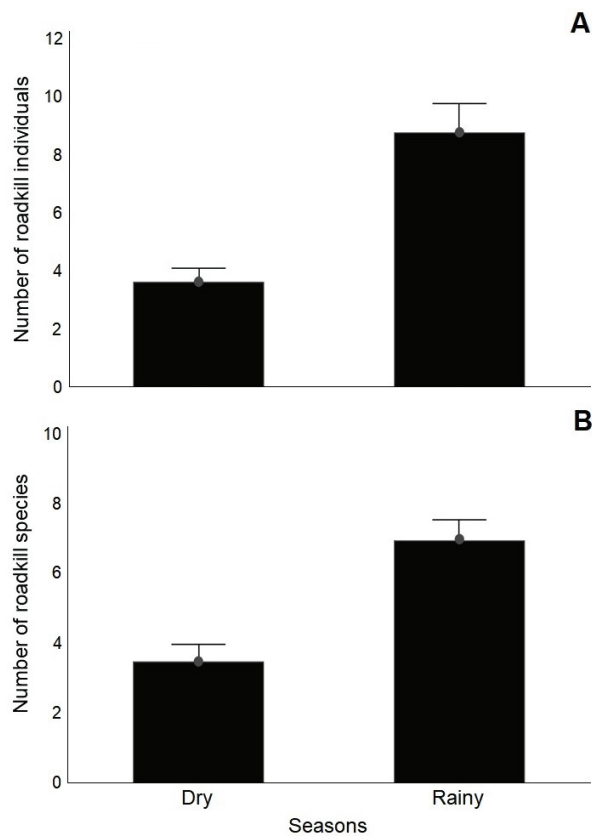 A
Number of roadkill individuals
12
10
8
6
4
2
0
B
Number of roadkill species
10
8
6
4
2
0
Dry Rainy
Seasons